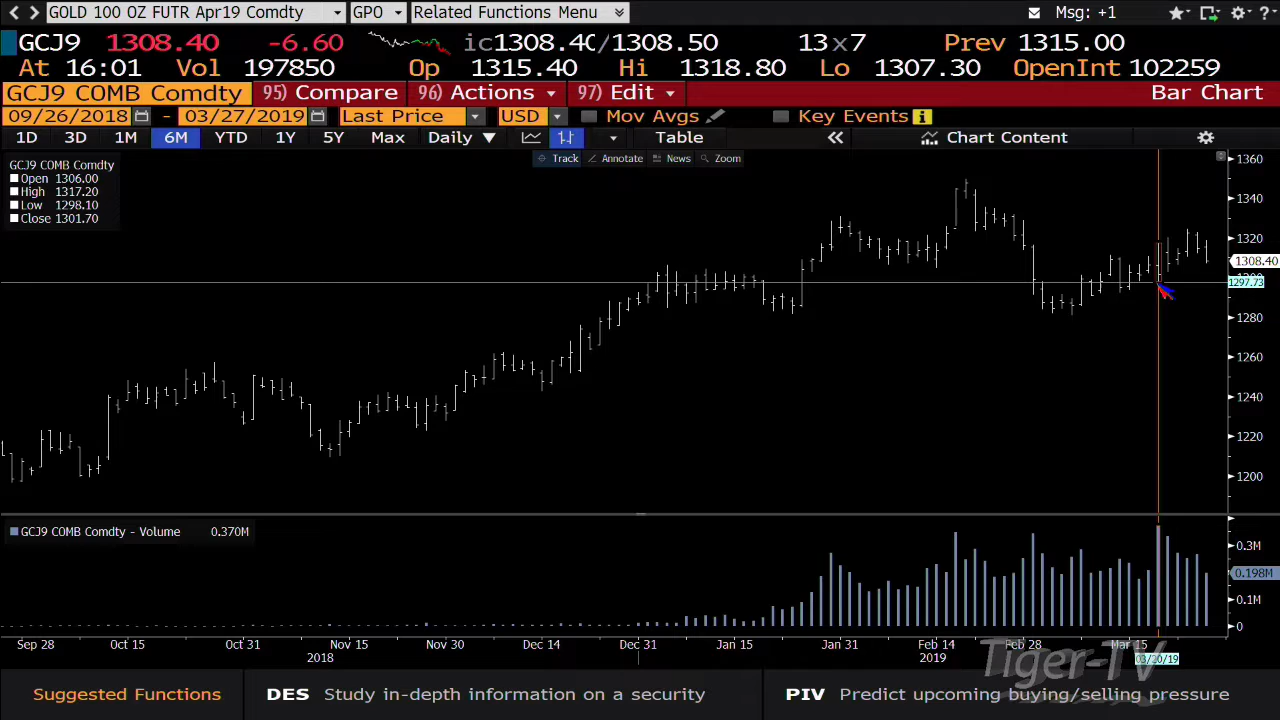 GOLD 100 OZ FUTR Apr19 Comdty GPO Related Functions Menu Msg: +1
GCJ9 1308.40 -6.60 ic1308.40/1308.50 13x7 Prev 1315.00
At 16:01 Vol 197850 Op 1315.40 Hi 1318.80 Lo 1307.30 OpenInt 102259
GCJ9 COMB Comdty 95) Compare 96) Actions 97) Edit Bar Chart
09/26/2018 - 03/27/2019 Last Price USD Mov Avgs Key Events i
1D 3D 1M 6M YTD 1Y 5Y Max Daily Table Chart Content
Track Annotate News Zoom
GCJ9 COMB Comdty
Open 1306.00
High 1317.20
Low 1298.10
Close 1301.70
1360
1340
1320
1308.40
1297.73
1280
1260
1240
1220
1200
GCJ9 COMB Comdty - Volume 0.370M
0.3M
0.198M
0.1M
0
Sep 28 Oct 15 Oct 31 Nov 15 Nov 30 Dec 14 Dec 31 Jan 15 Jan 31 Feb 14 Feb 28 Mar 15
2018 2019 03/20/19
Tiger-TV
Suggested Functions DES Study in-depth information on a security PIV Predict upcoming buying/selling pressure